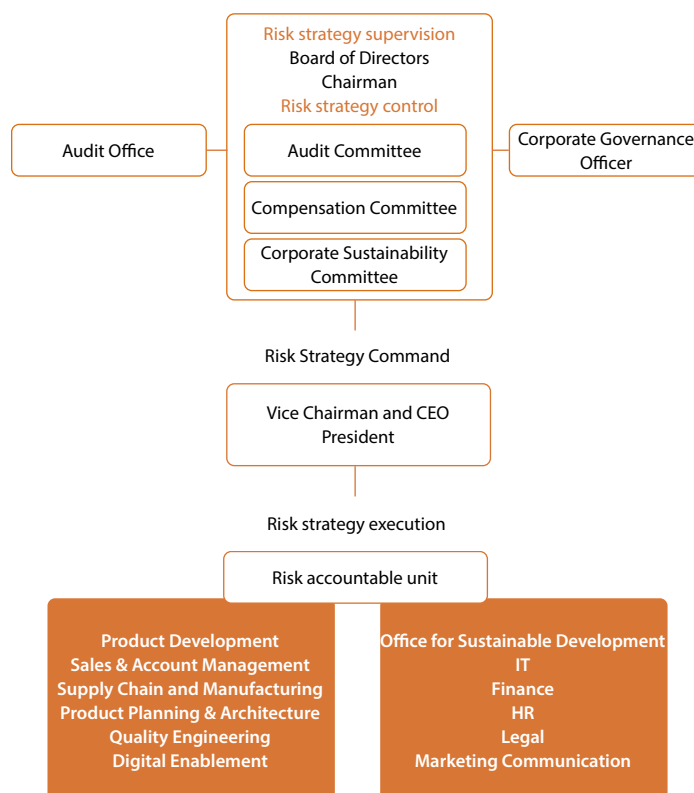 Risk strategy supervision
Board of Directors
Chairman
Risk strategy control
Audit Office
Audit Committee
Corporate Governance
Officer
Compensation Committee
Corporate Sustainability
Committee
Risk Strategy Command
Vice Chairman and CEO
President
Risk strategy execution
Risk accountable unit
Product Development
Sales & Account Management
Supply Chain and Manufacturing
Product Planning & Architecture
Quality Engineering
Digital Enablement
Office for Sustainable Development
IT
Finance
HR
Legal
Marketing Communication